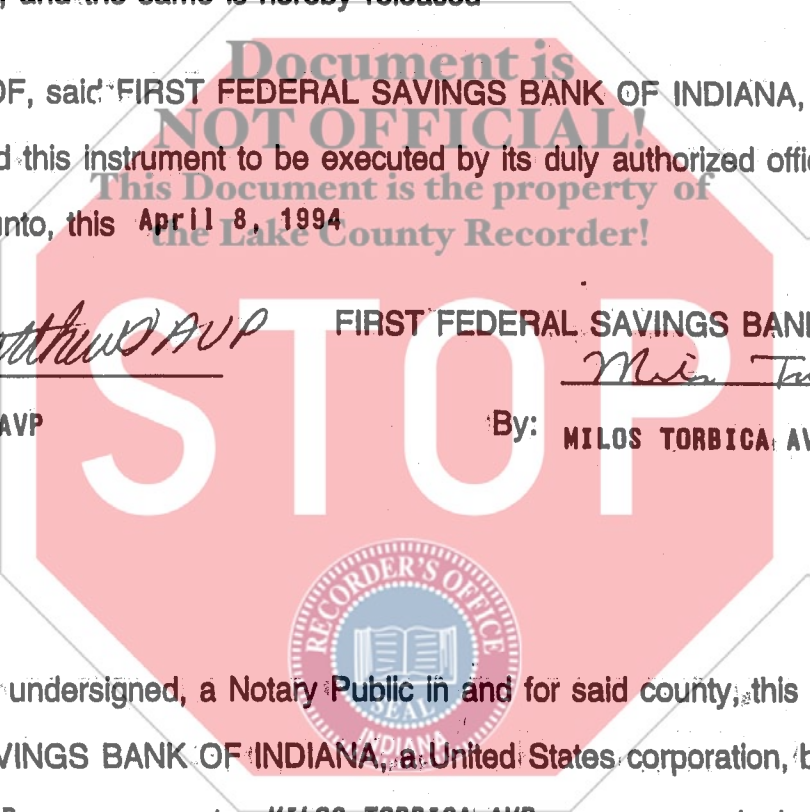 , and the same is hereby released
Document is
OF, said FIRST FEDERAL SAVINGS BANK OF INDIANA,
NOT OFFICIAL!
d this instrument to be executed by its duly authorized offi
This Document is the property of
unto, this April 8, 1994
the Lake County Recorder!
STOP
AVP
FIRST FEDERAL SAVINGS BAN
AVP
By: MILOS TORBICA AV
RECORDER'S OFFICE
SEAL
INDIANA
undersigned, a Notary Public in and for said county, this
VINGS BANK OF INDIANA, a United States corporation, b
MILOS TORBICA AVP